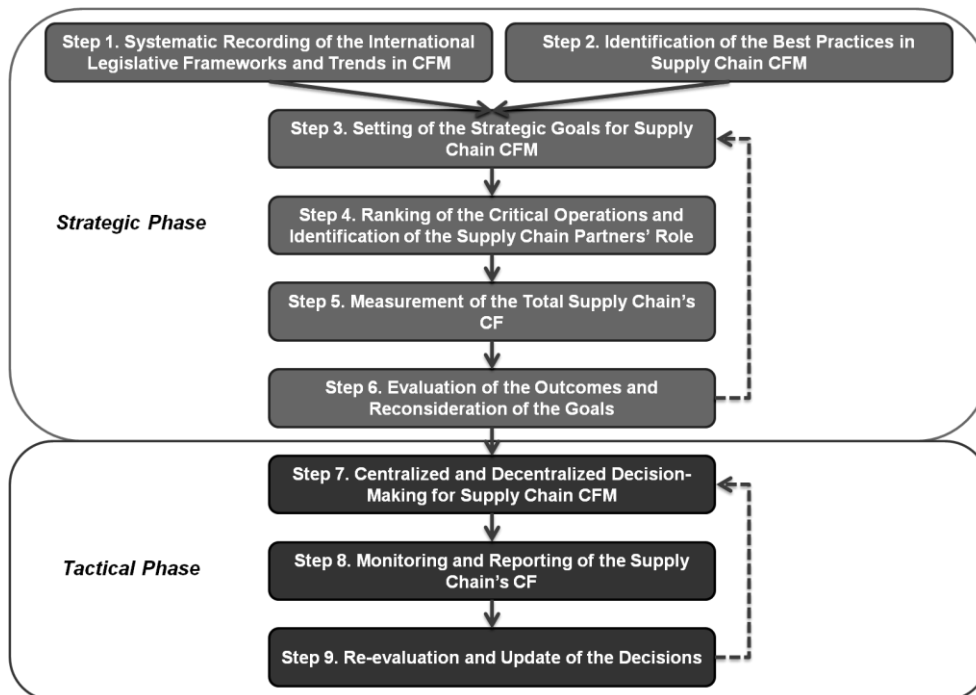 Step 1. Systematic Recording of the International
Legislative Frameworks and Trends in CFM
Step 2. Identification of the Best Practices in
Supply Chain CFM
Step 3. Setting of the Strategic Goals for Supply
Chain CFM
Strategic Phase
Step 4. Ranking of the Critical Operations and
Identification of the Supply Chain Partners’ Role
Step 5. Measurement of the Total Supply Chain’s
CF
Step 6. Evaluation of the Outcomes and
Reconsideration of the Goals
Step 7. Centralized and Decentralized Decision-
Making for Supply Chain CFM
Tactical Phase
Step 8. Monitoring and Reporting of the Supply
Chain’s CF
Step 9. Re-evaluation and Update of the Decisions